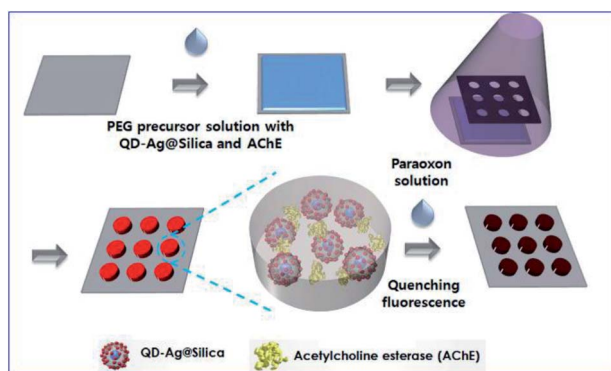 PEG precursor solution with
QD-Ag@Silica and AChE
Paraoxon
solution
Quenching
fluorescence
QD-Ag@Silica
Acetylcholine esterase (AChE)